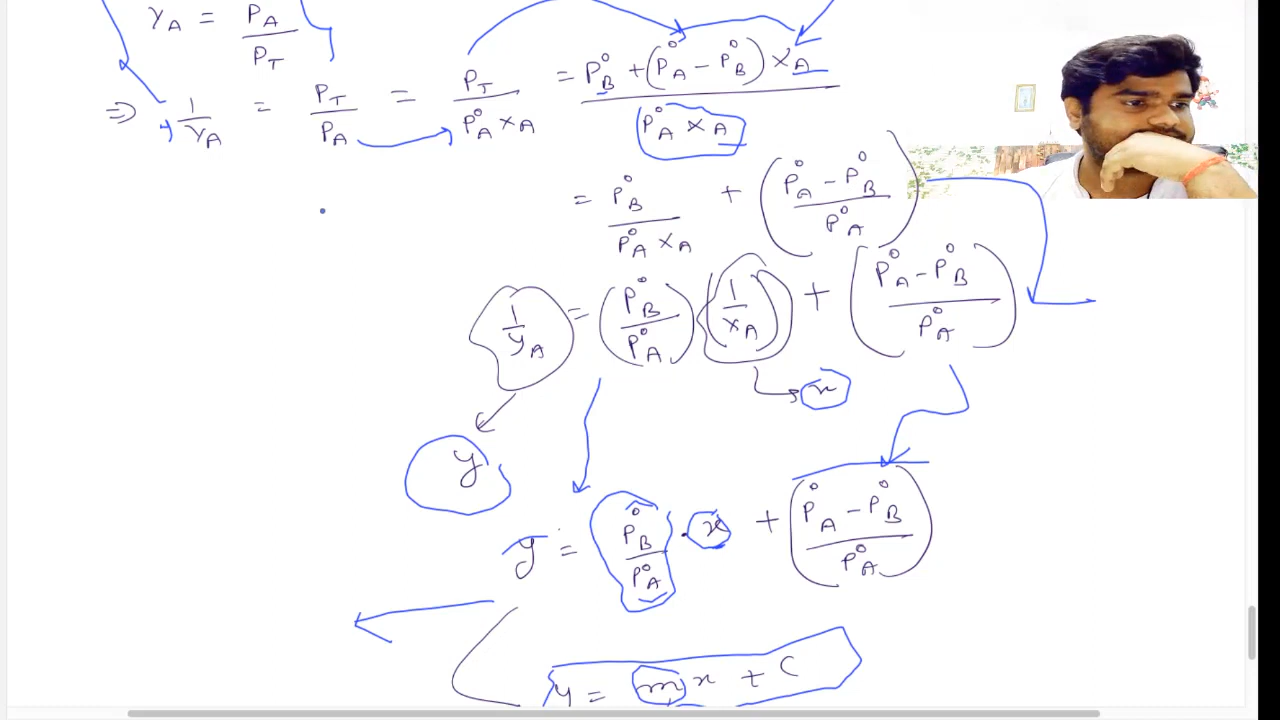 Y_A = P_A / P_T
⇒ 1/Y_A = P_T / P_A = P_T / P°_A x_A = P°_B + (P°_A − P°_B) x_A / P°_A x_A
= P°_B / P°_A x_A + (P°_A − P°_B / P°_A)
1/y_A = (P°_B / P°_A) (1/x_A) + (P°_A − P°_B / P°_A)
x
y
y = P°_B / P°_A . x + (P°_A − P°_B / P°_A)
y = mx + C